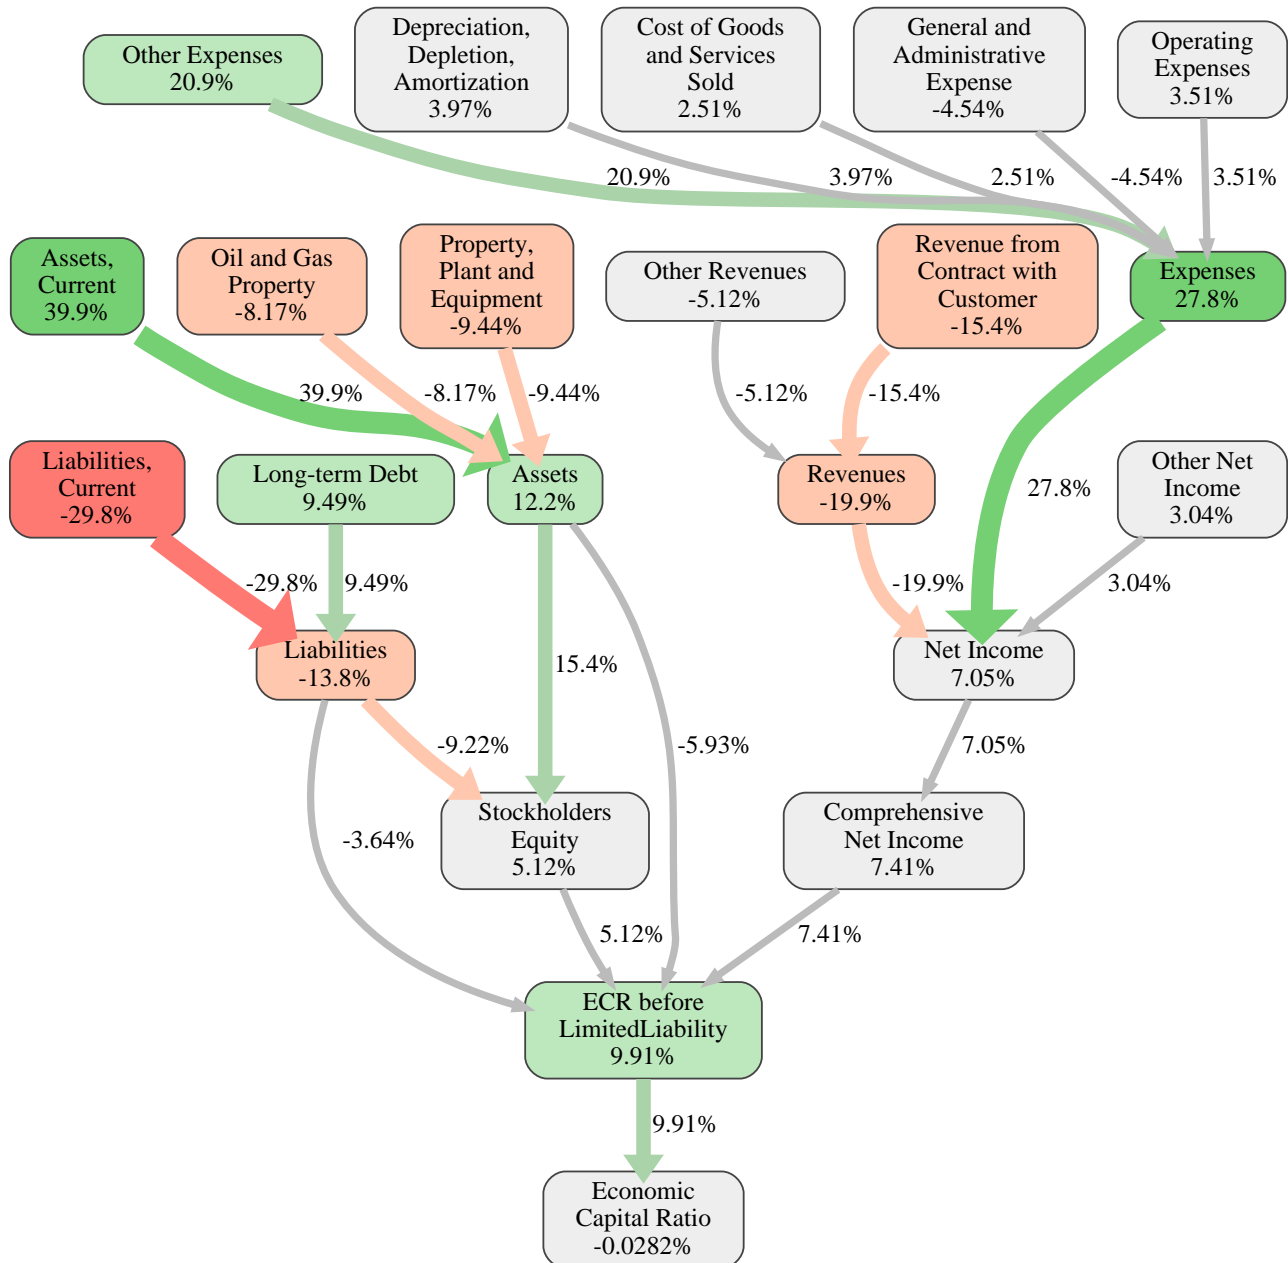 Other Expenses
20.9%
Depreciation,
Depletion,
Amortization
3.97%
Cost of Goods
and Services
Sold
2.51%
General and
Administrative
Expense
-4.54%
Operating
Expenses
3.51%
20.9%
3.97%
2.51%
-4.54%
3.51%
Assets,
Current
39.9%
Oil and Gas
Property
-8.17%
Property,
Plant and
Equipment
-9.44%
Other Revenues
-5.12%
Revenue from
Contract with
Customer
-15.4%
Expenses
27.8%
39.9%
-8.17%
-9.44%
-5.12%
-15.4%
27.8%
Liabilities,
Current
-29.8%
Long-term Debt
9.49%
Assets
12.2%
Revenues
-19.9%
Other Net
Income
3.04%
-29.8%
9.49%
-19.9%
3.04%
Liabilities
-13.8%
15.4%
Net Income
7.05%
-9.22%
-5.93%
7.05%
-3.64%
Stockholders
Equity
5.12%
Comprehensive
Net Income
7.41%
5.12%
7.41%
ECR before
LimitedLiability
9.91%
9.91%
Economic
Capital Ratio
-0.0282%